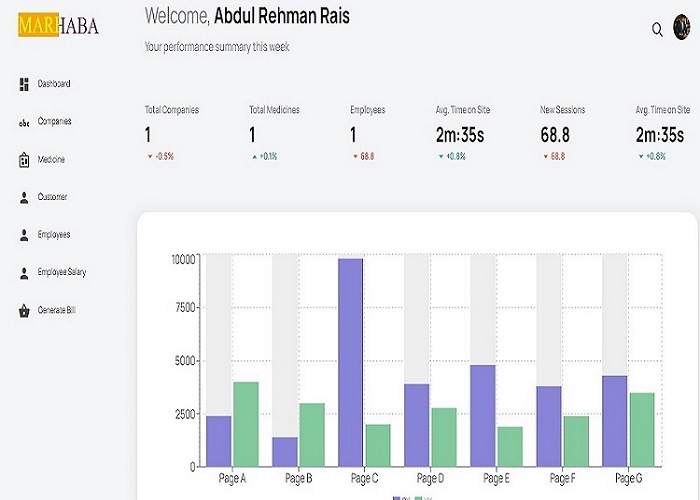 MARHABA
Welcome, Abdul Rehman Rais
Your performance summary this week
Dashboard
abc Companies
Medicine
Customer
Employees
Employee Salary
Generate Bill
Total Companies Total Medicines Employees Avg. Time on Site New Sessions Avg. Time on Site
1 1 1 2m:35s 68.8 2m:35s
-0.5% +0.1% 68.8 +0.8% 68.8 +0.8%
10000
7500
5000
2500
0
Page A Page B Page C Page D Page E Page F Page G